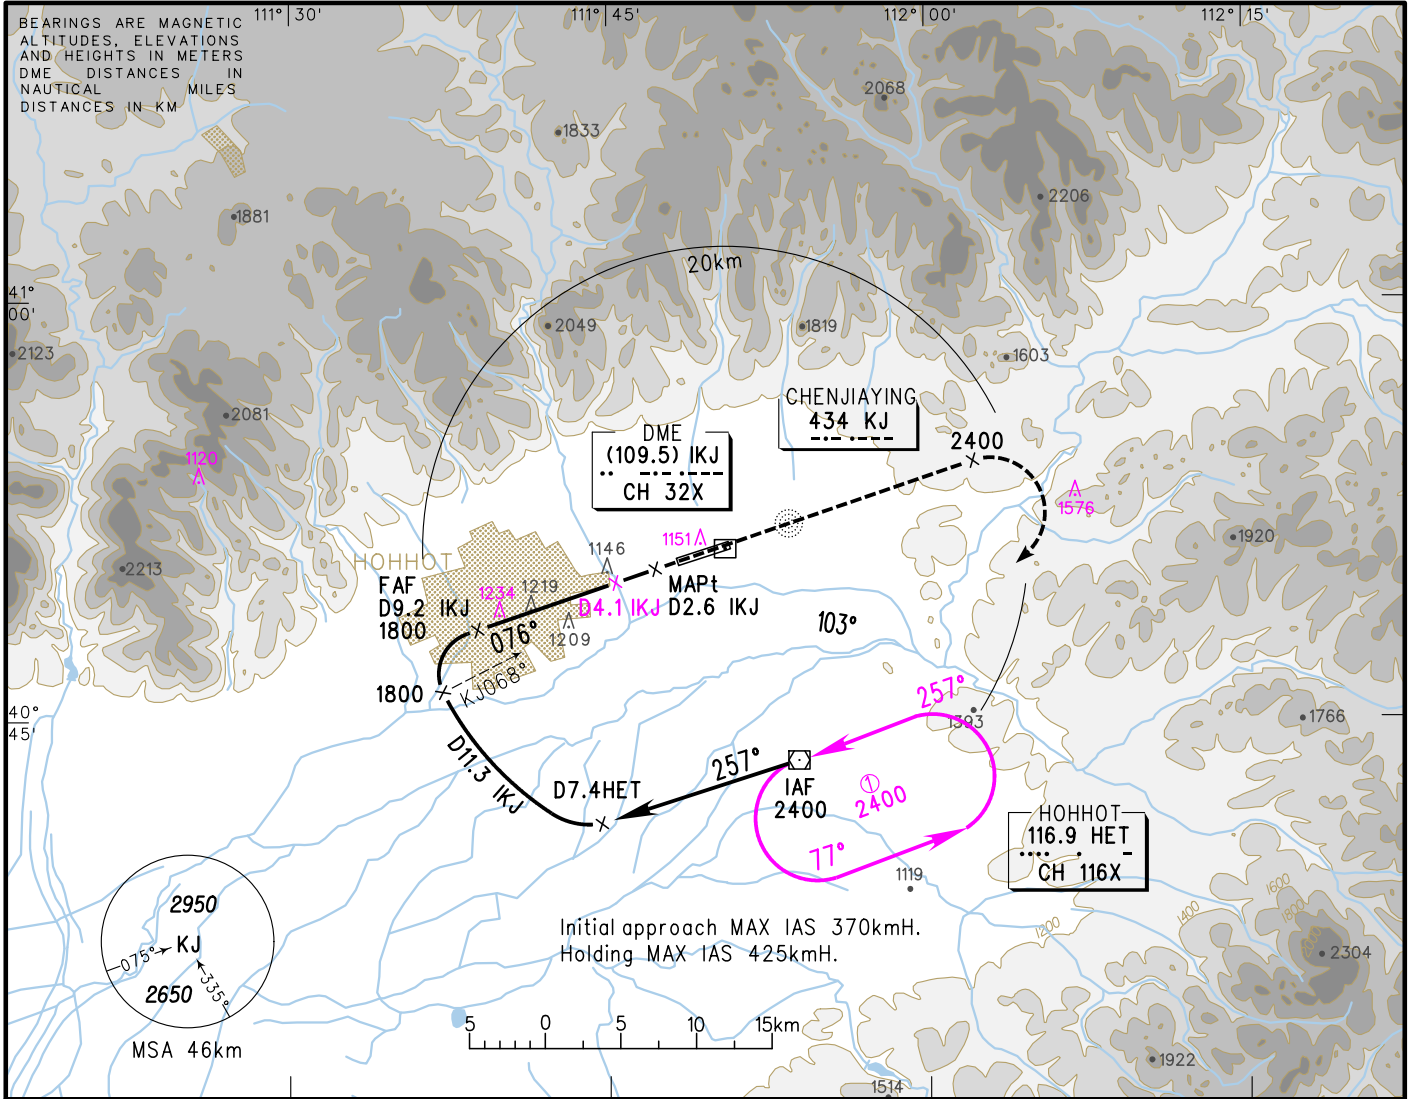 111°30'
111°45'
112°00'
112°15'
BEARINGS ARE MAGNETIC
ALTITUDES, ELEVATIONS
AND HEIGHTS IN METERS
DME DISTANCES IN
NAUTICAL MILES
DISTANCES IN KM
2068
1833
2206
1881
20km
41°
00'
2049
1819
2123
1603
CHENJIAYING
434 KJ
2081
DME
(109.5) IKJ
CH 32X
2400
1120
1576
1151
1920
1146
HOHHOT
2213
FAF
D9.2 IKJ
1800
1234
1219
D4.1 IKJ
MAPt
D2.6 IKJ
076°
1209
103°
KJ068°
1800
257°
40°
45'
1393
1766
D11.3 IKJ
257°
D7.4HET
IAF
2400
1
2400
77°
HOHHOT
116.9 HET
CH 116X
1119
1200
1400
1600
1800
2000
2304
2950
KJ
075°
335°
2650
MSA 46km
Initial approach MAX IAS 370kmH.
Holding MAX IAS 425kmH.
5 0 5 10 15km
1922
1514